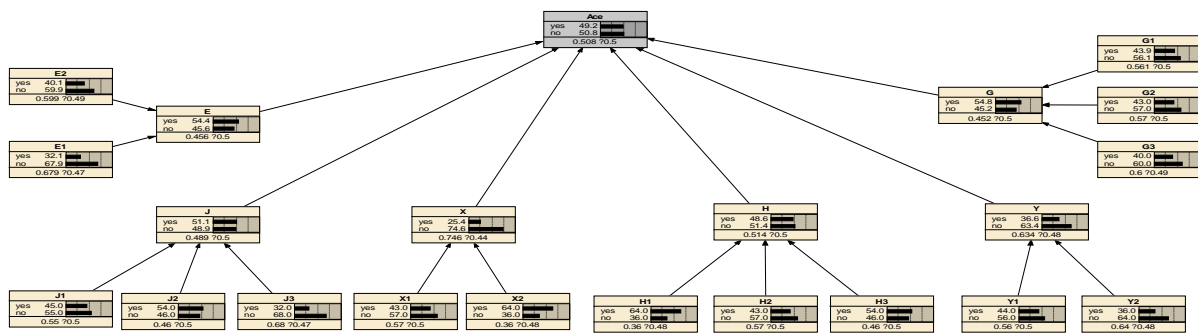 Ace
yes 49.2
no 50.8
0.508 ?0.5
G1
yes 43.9
no 56.1
0.561 ?0.5
E2
yes 40.1
no 59.9
0.599 ?0.49
E
yes 54.4
no 45.6
0.456 ?0.5
G
yes 54.8
no 45.2
0.452 ?0.5
G2
yes 43.0
no 57.0
0.57 ?0.5
E1
yes 32.1
no 67.9
0.679 ?0.47
G3
yes 40.0
no 60.0
0.6 ?0.49
J
yes 51.1
no 48.9
0.489 ?0.5
X
yes 25.4
no 74.6
0.746 ?0.44
H
yes 48.6
no 51.4
0.514 ?0.5
Y
yes 36.6
no 63.4
0.634 ?0.48
J1
yes 45.0
no 55.0
0.55 ?0.5
J2
yes 54.0
no 46.0
0.46 ?0.5
J3
yes 32.0
no 68.0
0.68 ?0.47
X1
yes 43.0
no 57.0
0.57 ?0.5
X2
yes 64.0
no 36.0
0.36 ?0.48
H1
yes 64.0
no 36.0
0.36 ?0.48
H2
yes 43.0
no 57.0
0.57 ?0.5
H3
yes 54.0
no 46.0
0.46 ?0.5
Y1
yes 44.0
no 56.0
0.56 ?0.5
Y2
yes 36.0
no 64.0
0.64 ?0.48